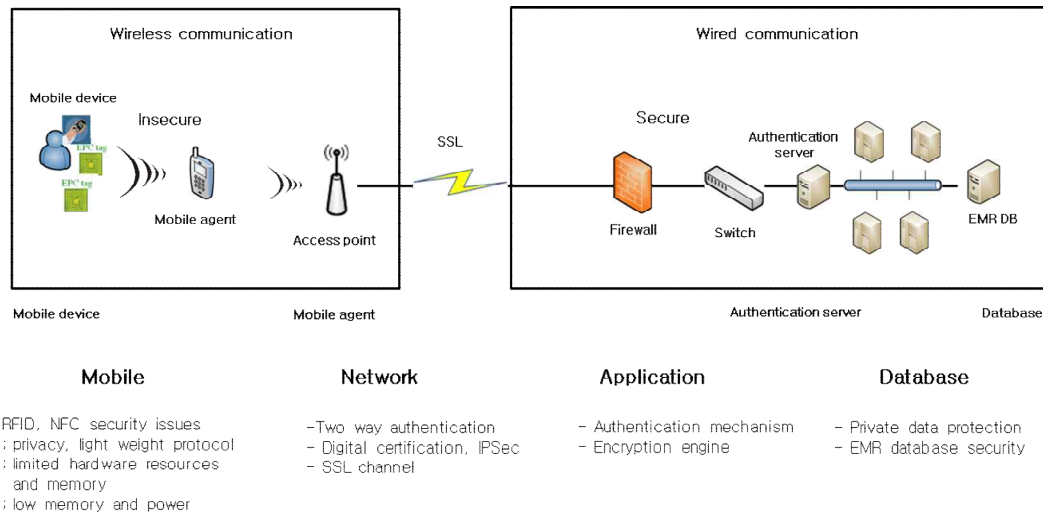 Wireless communication
Wired communication
Mobile device
Insecure
EPC tag
EPC tag
Mobile agent
Access point
SSL
Secure
Firewall
Switch
Authentication
server
EMR DB
Mobile device
Mobile agent
Authentication server
Database
Mobile
RFID, NFC security issues
; privacy, light weight protocol
; limited hardware resources
and memory
; low memory and power
Network
-Two way authentication
- Digital certification, IPSec
- SSL channel
Application
- Authentication mechanism
- Encryption engine
Database
- Private data protection
- EMR database security